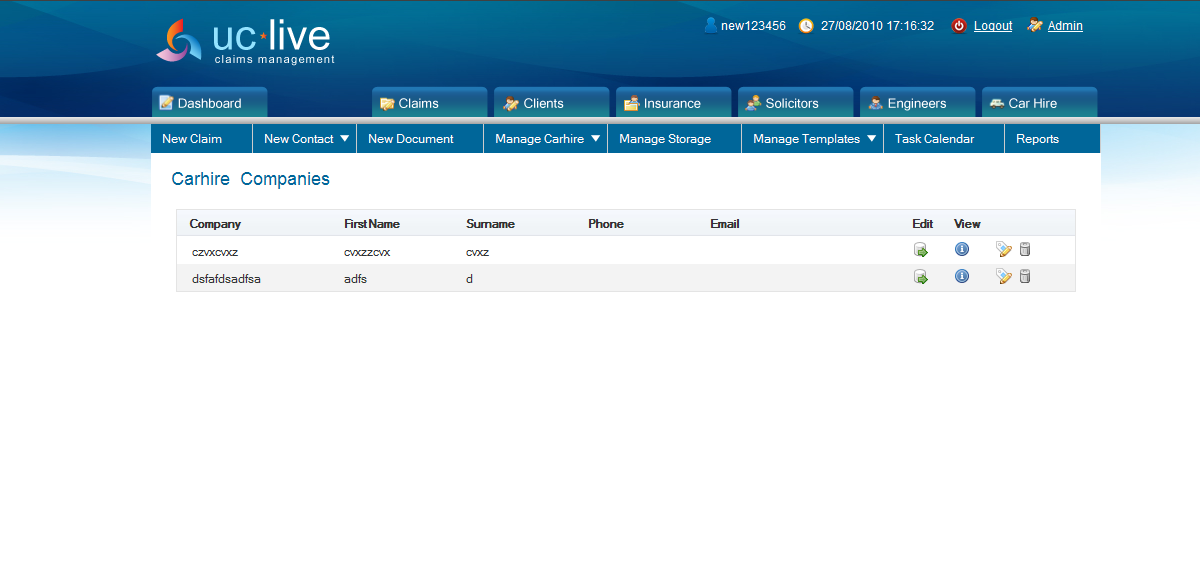 uc live
claims management
new123456 27/08/2010 17:16:32 Logout Admin
Dashboard Claims Clients Insurance Solicitors Engineers Car Hire
New Claim New Contact New Document Manage Carhire Manage Storage Manage Templates Task Calendar Reports
Carhire Companies
Company First Name Surname Phone Email Edit View
czvxcvxz cvxzzcvx cvxz
dsfafdsadfsa adfs d